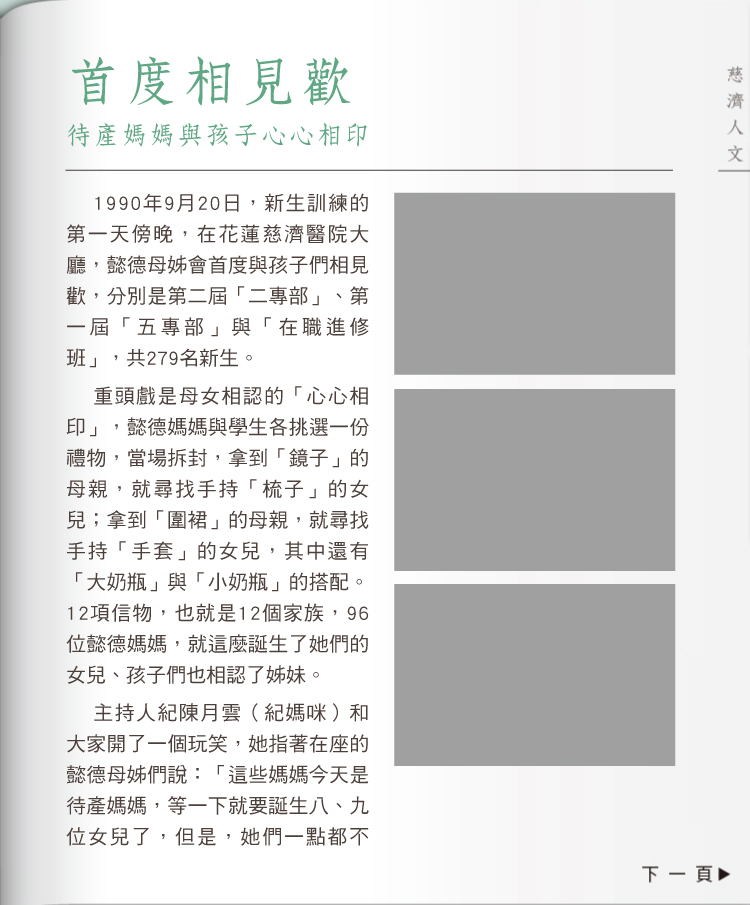 首度相見歡
待產媽媽與孩子心心相印
慈濟人文
1990年9月20日，新生訓練的
第一天傍晚，在花蓮慈濟醫院大
廳，懿德母姊會首度與孩子們相見
歡，分別是第二屆「二專部」、第
一屆「五專部」與「在職進修
班」，共279名新生。
重頭戲是母女相認的「心心相
印」，懿德媽媽與學生各挑選一份
禮物，當場拆封，拿到「鏡子」的
母親，就尋找手持「梳子」的女
兒；拿到「圍裙」的母親，就尋找
手持「手套」的女兒，其中還有
「大奶瓶」與「小奶瓶」的搭配。
12項信物，也就是12個家族，96
位懿德媽媽，就這麼誕生了她們的
女兒、孩子們也相認了姊妹。
主持人紀陳月雲（紀媽咪）和
大家開了一個玩笑，她指著在座的
懿德母姊們說：「這些媽媽今天是
待產媽媽，等一下就要誕生八、九
位女兒了，但是，她們一點都不
下一頁▶